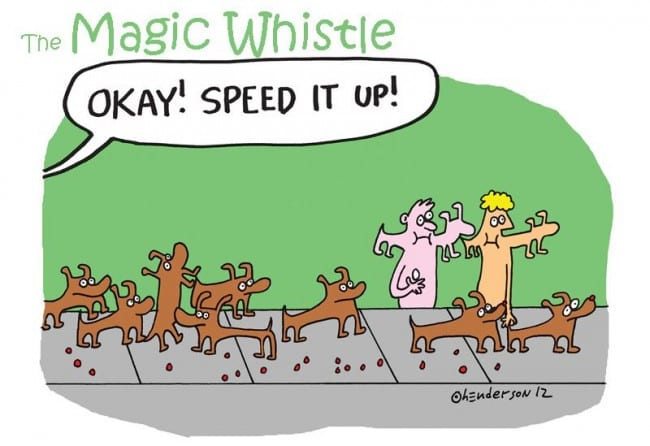 The Magic Whistle
OKAY! SPEED IT UP!
©hEnderson 12